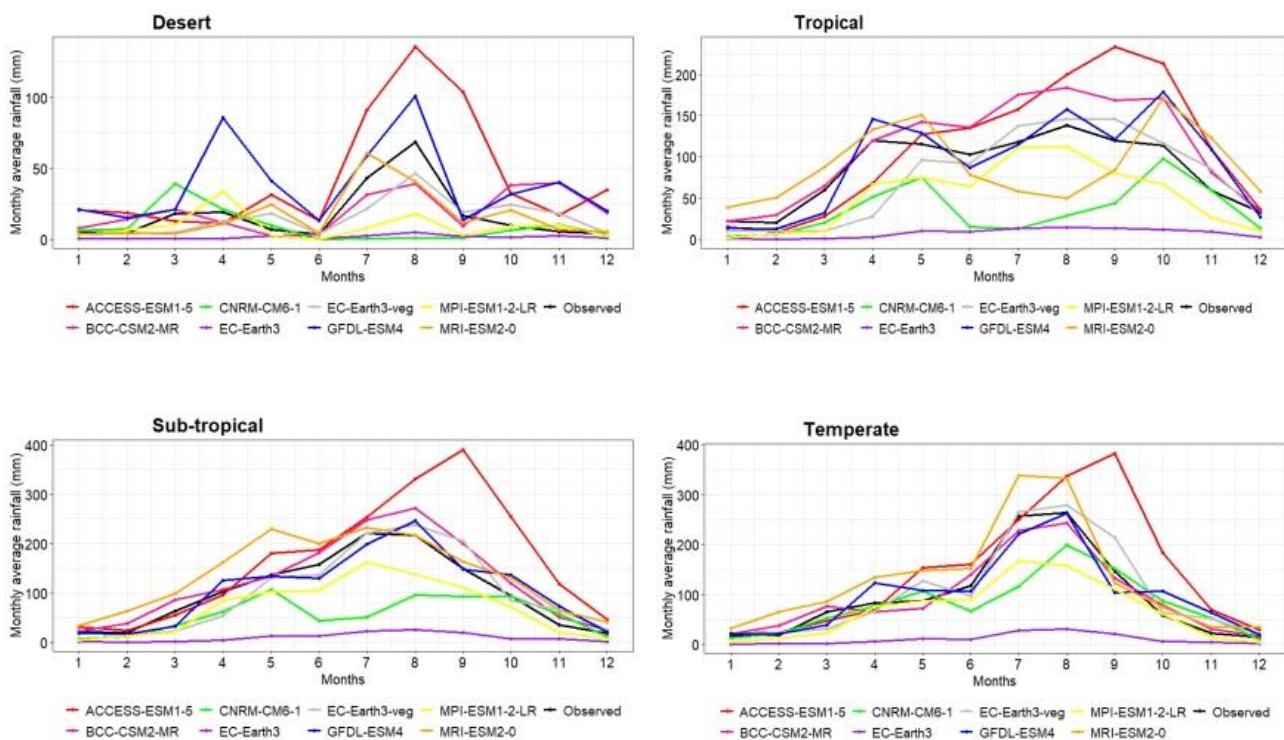 Desert
Monthly average rainfall (mm)
100
50
0
1 2 3 4 5 6 7 8 9 10 11 12
Months
ACCESS-ESM1-5 CNRM-CM6-1 EC-Earth3-veg MPI-ESM1-2-LR Observed
BCC-CSM2-MR EC-Earth3 GFDL-ESM4 MRI-ESM2-0
Tropical
Monthly average rainfall (mm)
200
150
100
50
0
1 2 3 4 5 6 7 8 9 10 11 12
Months
ACCESS-ESM1-5 CNRM-CM6-1 EC-Earth3-veg MPI-ESM1-2-LR Observed
BCC-CSM2-MR EC-Earth3 GFDL-ESM4 MRI-ESM2-0
Sub-tropical
Monthly average rainfall (mm)
400
300
200
100
0
1 2 3 4 5 6 7 8 9 10 11 12
Months
ACCESS-ESM1-5 CNRM-CM6-1 EC-Earth3-veg MPI-ESM1-2-LR Observed
BCC-CSM2-MR EC-Earth3 GFDL-ESM4 MRI-ESM2-0
Temperate
Monthly average rainfall (mm)
400
300
200
100
0
1 2 3 4 5 6 7 8 9 10 11 12
Months
ACCESS-ESM1-5 CNRM-CM6-1 EC-Earth3-veg MPI-ESM1-2-LR Observed
BCC-CSM2-MR EC-Earth3 GFDL-ESM4 MRI-ESM2-0